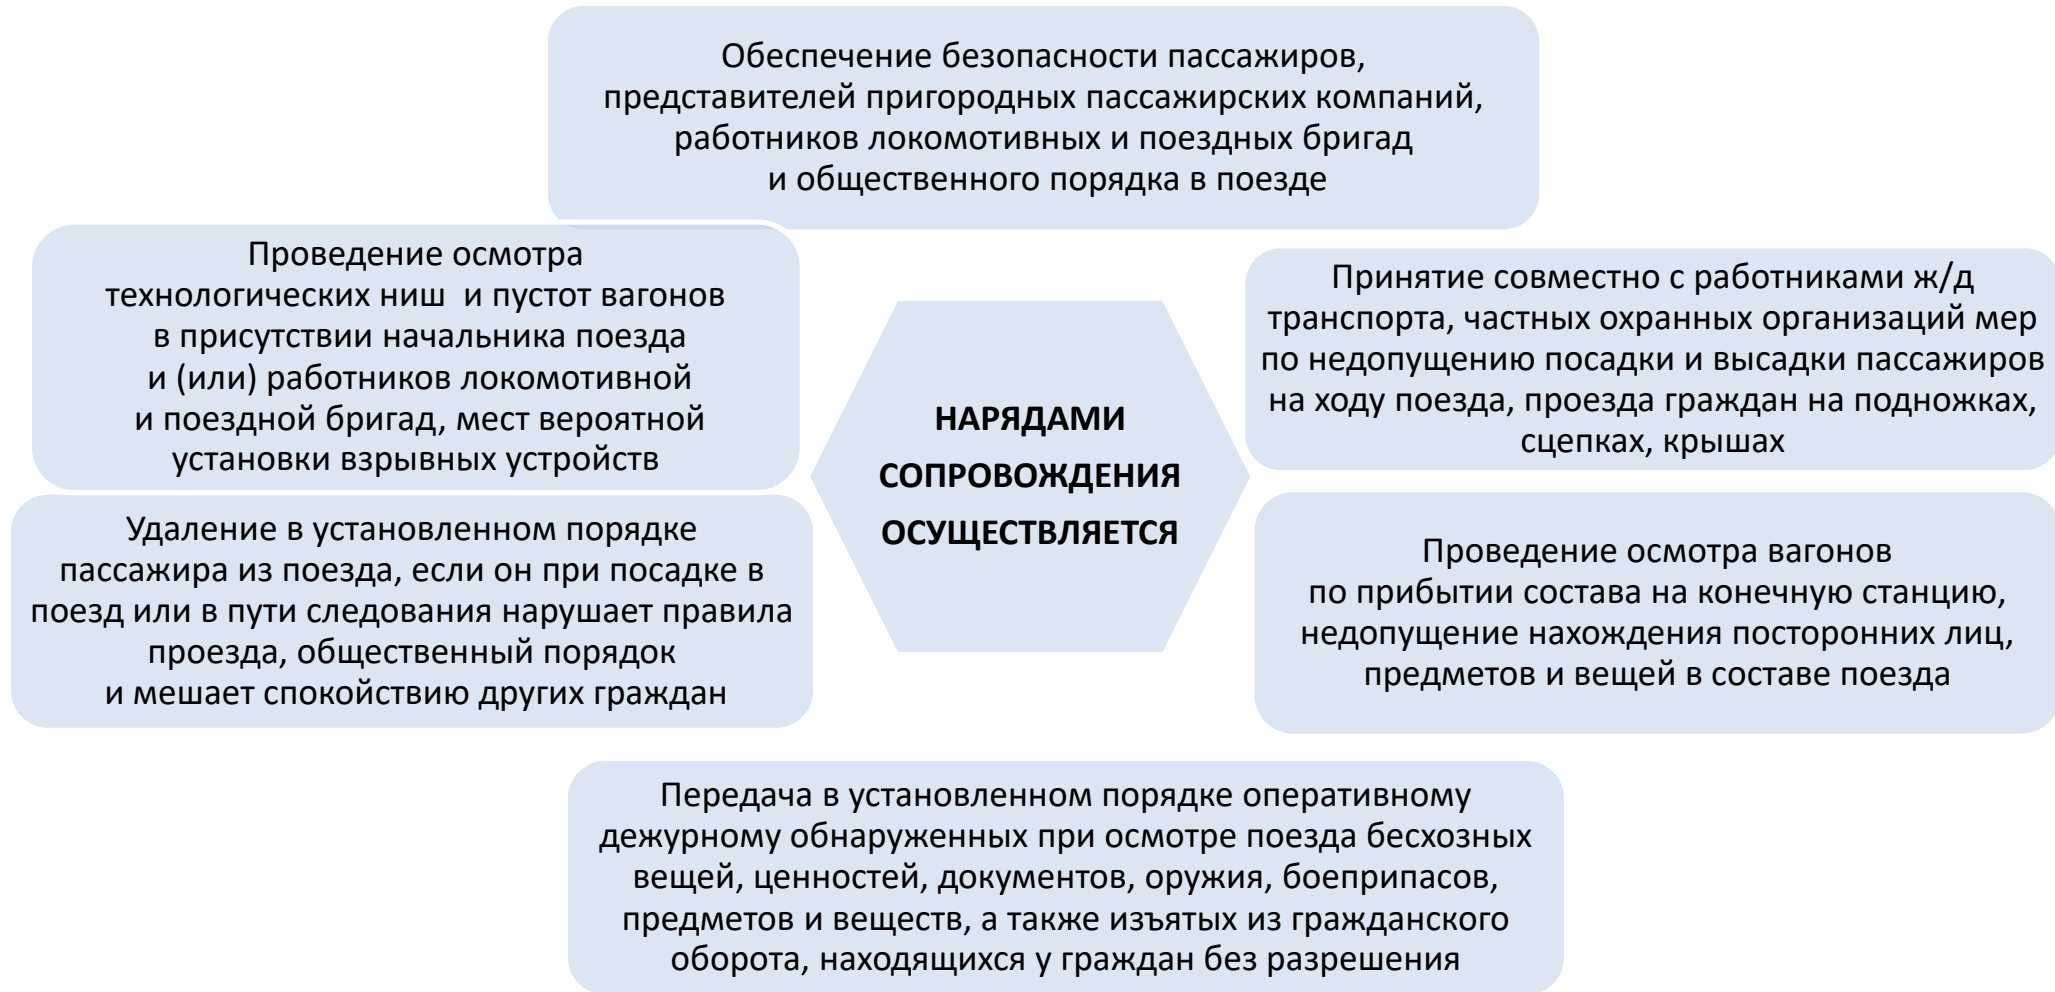 Обеспечение безопасности пассажиров,
представителей пригородных пассажирских компаний,
работников локомотивных и поездных бригад
и общественного порядка в поезде
Проведение осмотра
технологических ниш  и пустот вагонов
в присутствии начальника поезда
и (или) работников локомотивной
и поездной бригад, мест вероятной
установки взрывных устройств
Принятие совместно с работниками ж/д
транспорта, частных охранных организаций мер
по недопущению посадки и высадки пассажиров
на ходу поезда, проезда граждан на подножках,
сцепках, крышах
НАРЯДАМИ
СОПРОВОЖДЕНИЯ
ОСУЩЕСТВЛЯЕТСЯ
Удаление в установленном порядке
пассажира из поезда, если он при посадке в
поезд или в пути следования нарушает правила
проезда, общественный порядок
и мешает спокойствию других граждан
Проведение осмотра вагонов
по прибытии состава на конечную станцию,
недопущение нахождения посторонних лиц,
предметов и вещей в составе поезда
Передача в установленном порядке оперативному
дежурному обнаруженных при осмотре поезда бесхозных
вещей, ценностей, документов, оружия, боеприпасов,
предметов и веществ, а также изъятых из гражданского
оборота, находящихся у граждан без разрешения